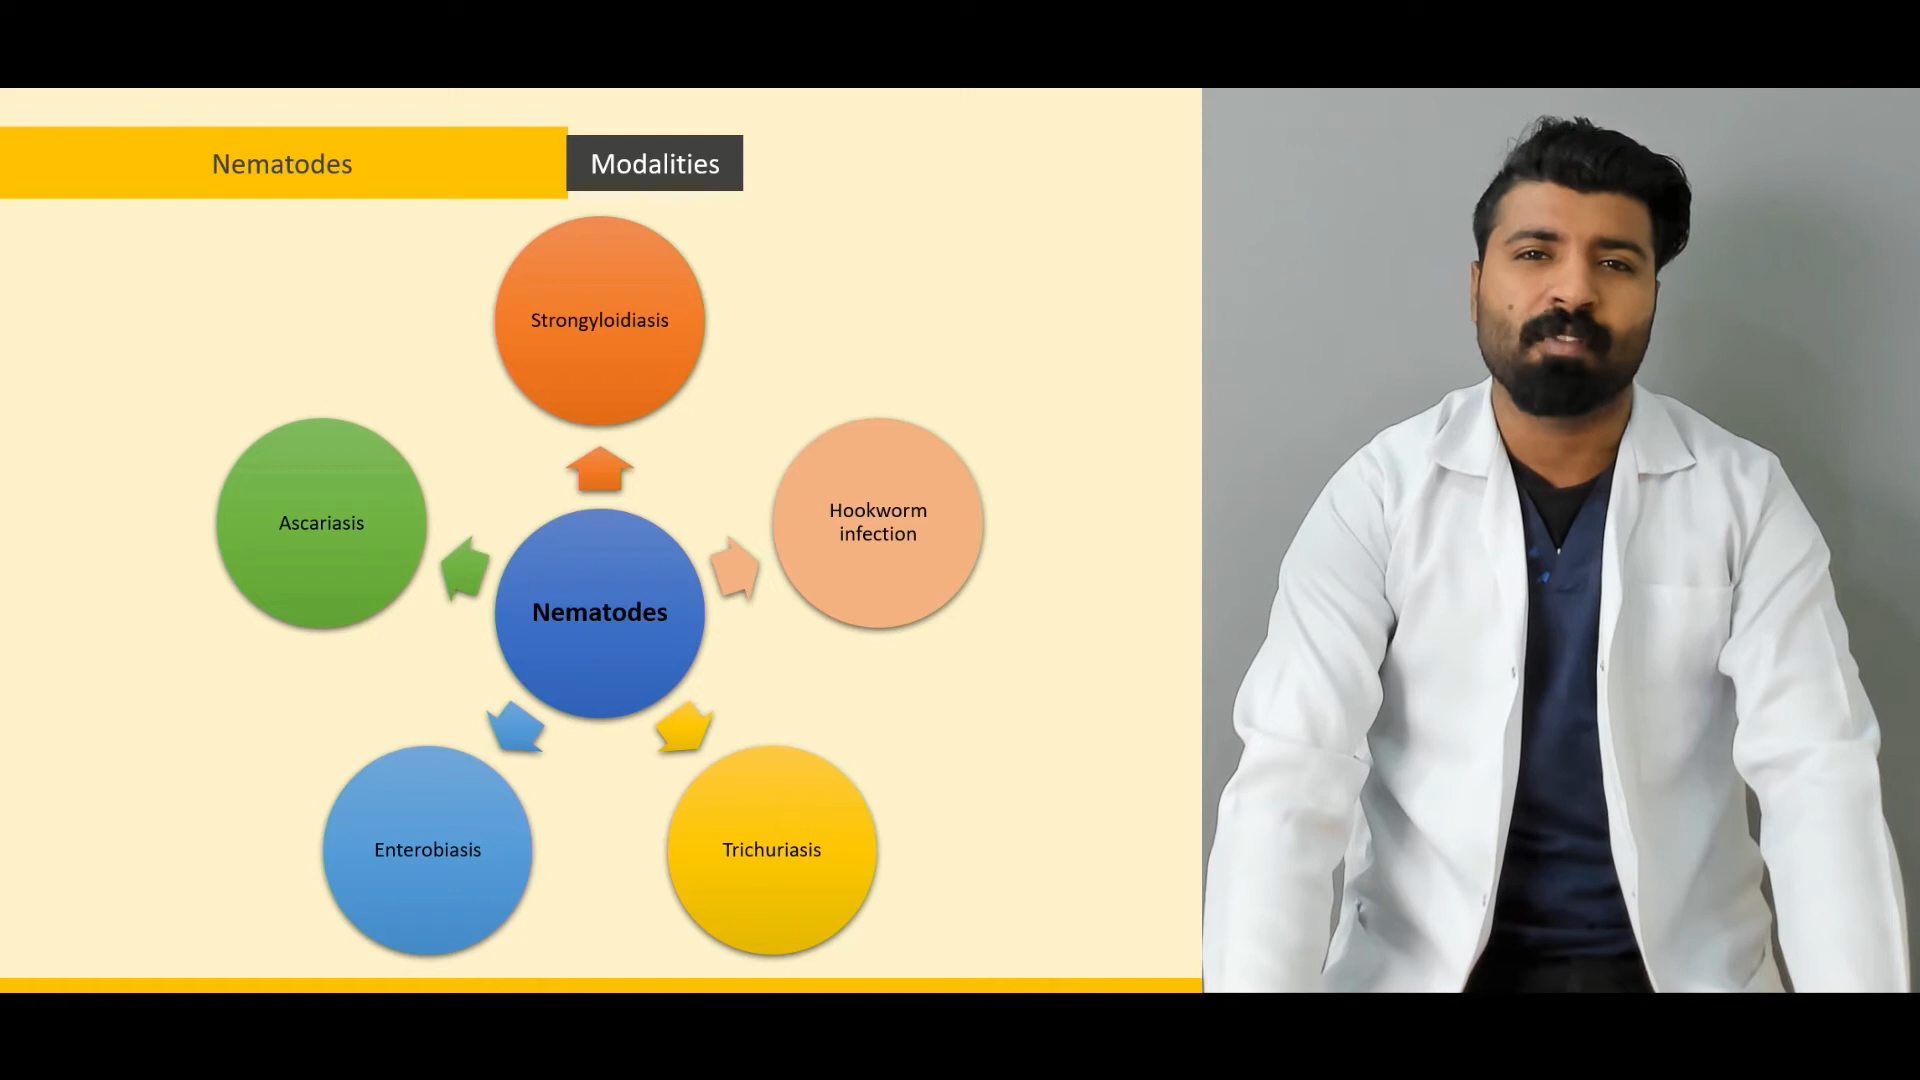 Nematodes
Modalities
Strongyloidiasis
Ascariasis
Hookworm
infection
Nematodes
Enterobiasis
Trichuriasis